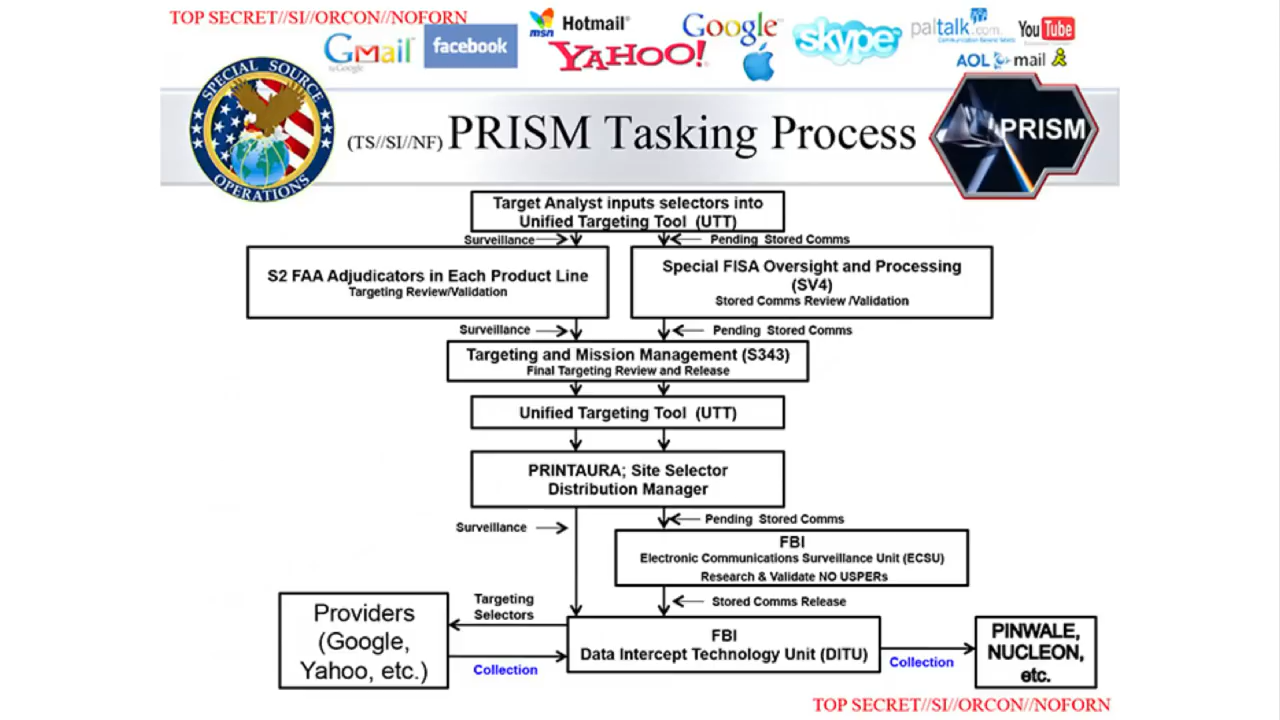 TOP SECRET//SI//ORCON//NOFORN
Gmail
by Google
facebook
msn
Hotmail
YAHOO!
Google
skype
paltalk.com
YouTube
AOL mail
SPECIAL SOURCE
OPERATIONS
(TS//SI//NF) PRISM Tasking Process
PRISM
Target Analyst inputs selectors into
Unified Targeting Tool (UTT)
Surveillance
Pending Stored Comms
S2 FAA Adjudicators in Each Product Line
Targeting Review/Validation
Special FISA Oversight and Processing
(SV4)
Stored Comms Review /Validation
Surveillance
Pending Stored Comms
Targeting and Mission Management (S343)
Final Targeting Review and Release
Unified Targeting Tool (UTT)
PRINTAURA; Site Selector
Distribution Manager
Surveillance
Pending Stored Comms
FBI
Electronic Communications Surveillance Unit (ECSU)
Research & Validate NO USPERs
Stored Comms Release
Providers
(Google,
Yahoo, etc.)
Targeting
Selectors
Collection
FBI
Data Intercept Technology Unit (DITU)
Collection
PINWALE,
NUCLEON,
etc.
TOP SECRET//SI//ORCON//NOFORN